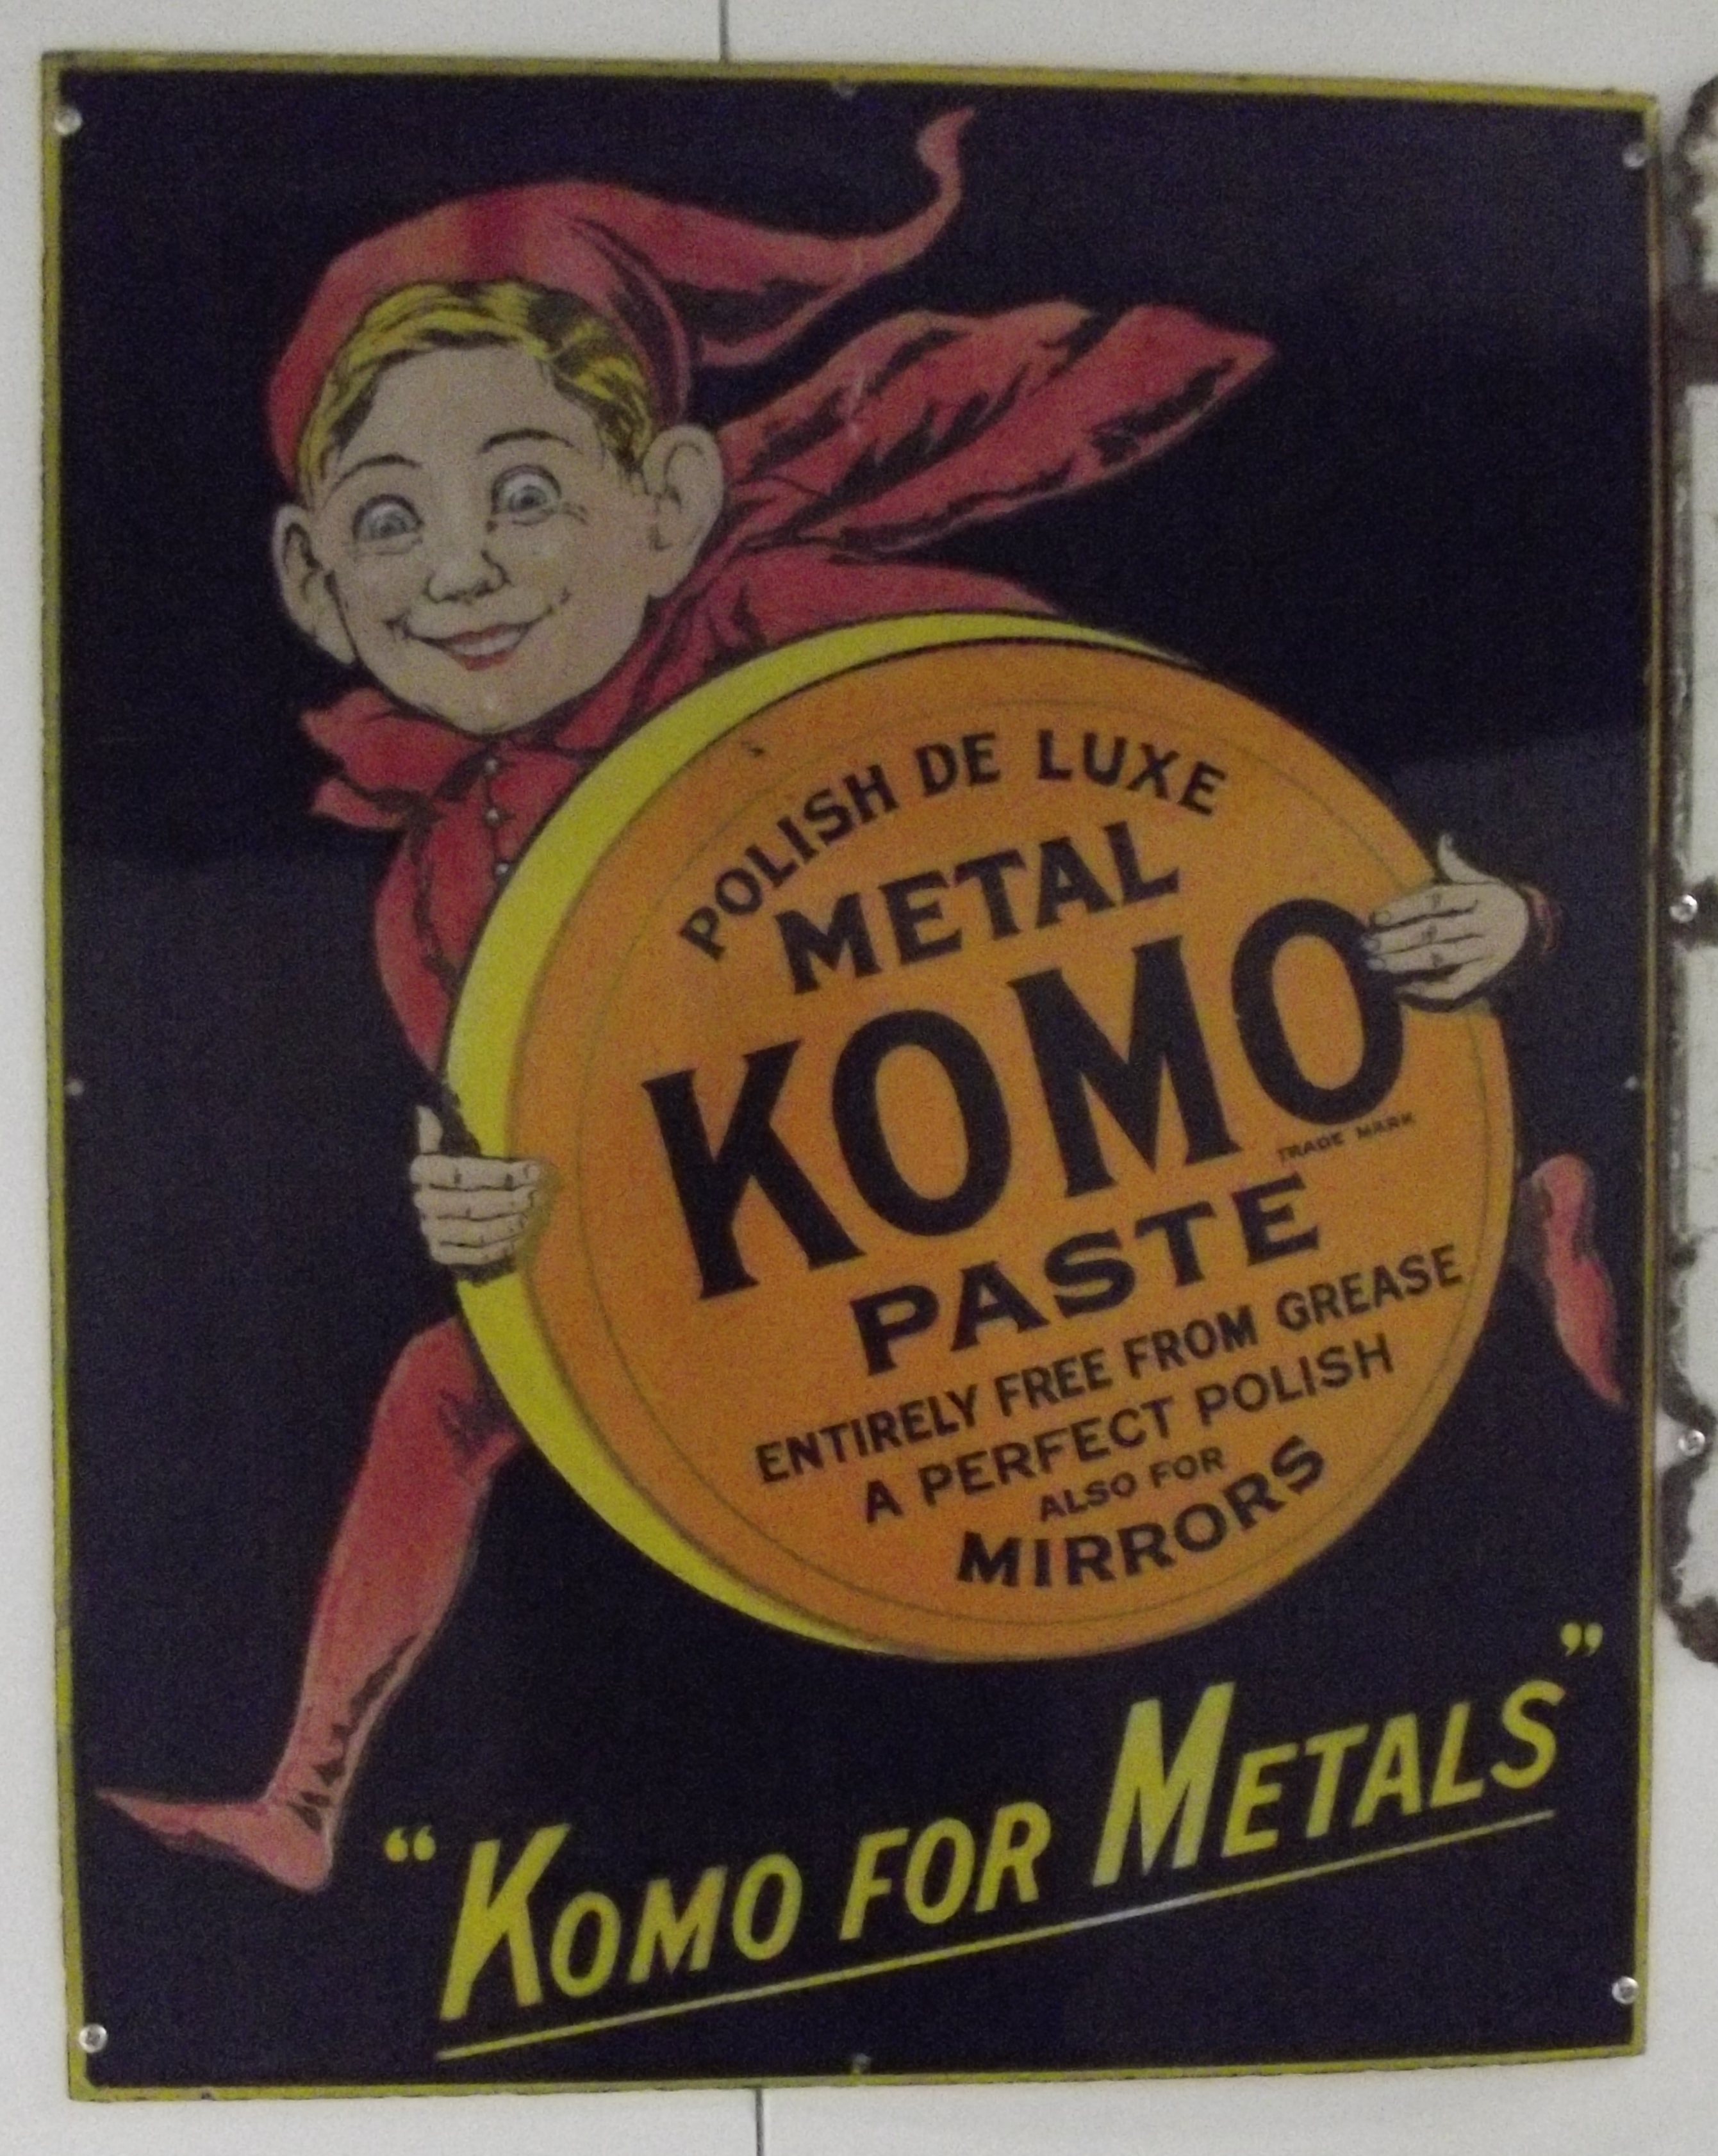 POLISH DE LUXE
METAL
KOMO
TRADE MARK
PASTE
ENTIRELY FREE FROM GREASE
A PERFECT POLISH
ALSO FOR
MIRRORS
“KOMO FOR METALS”